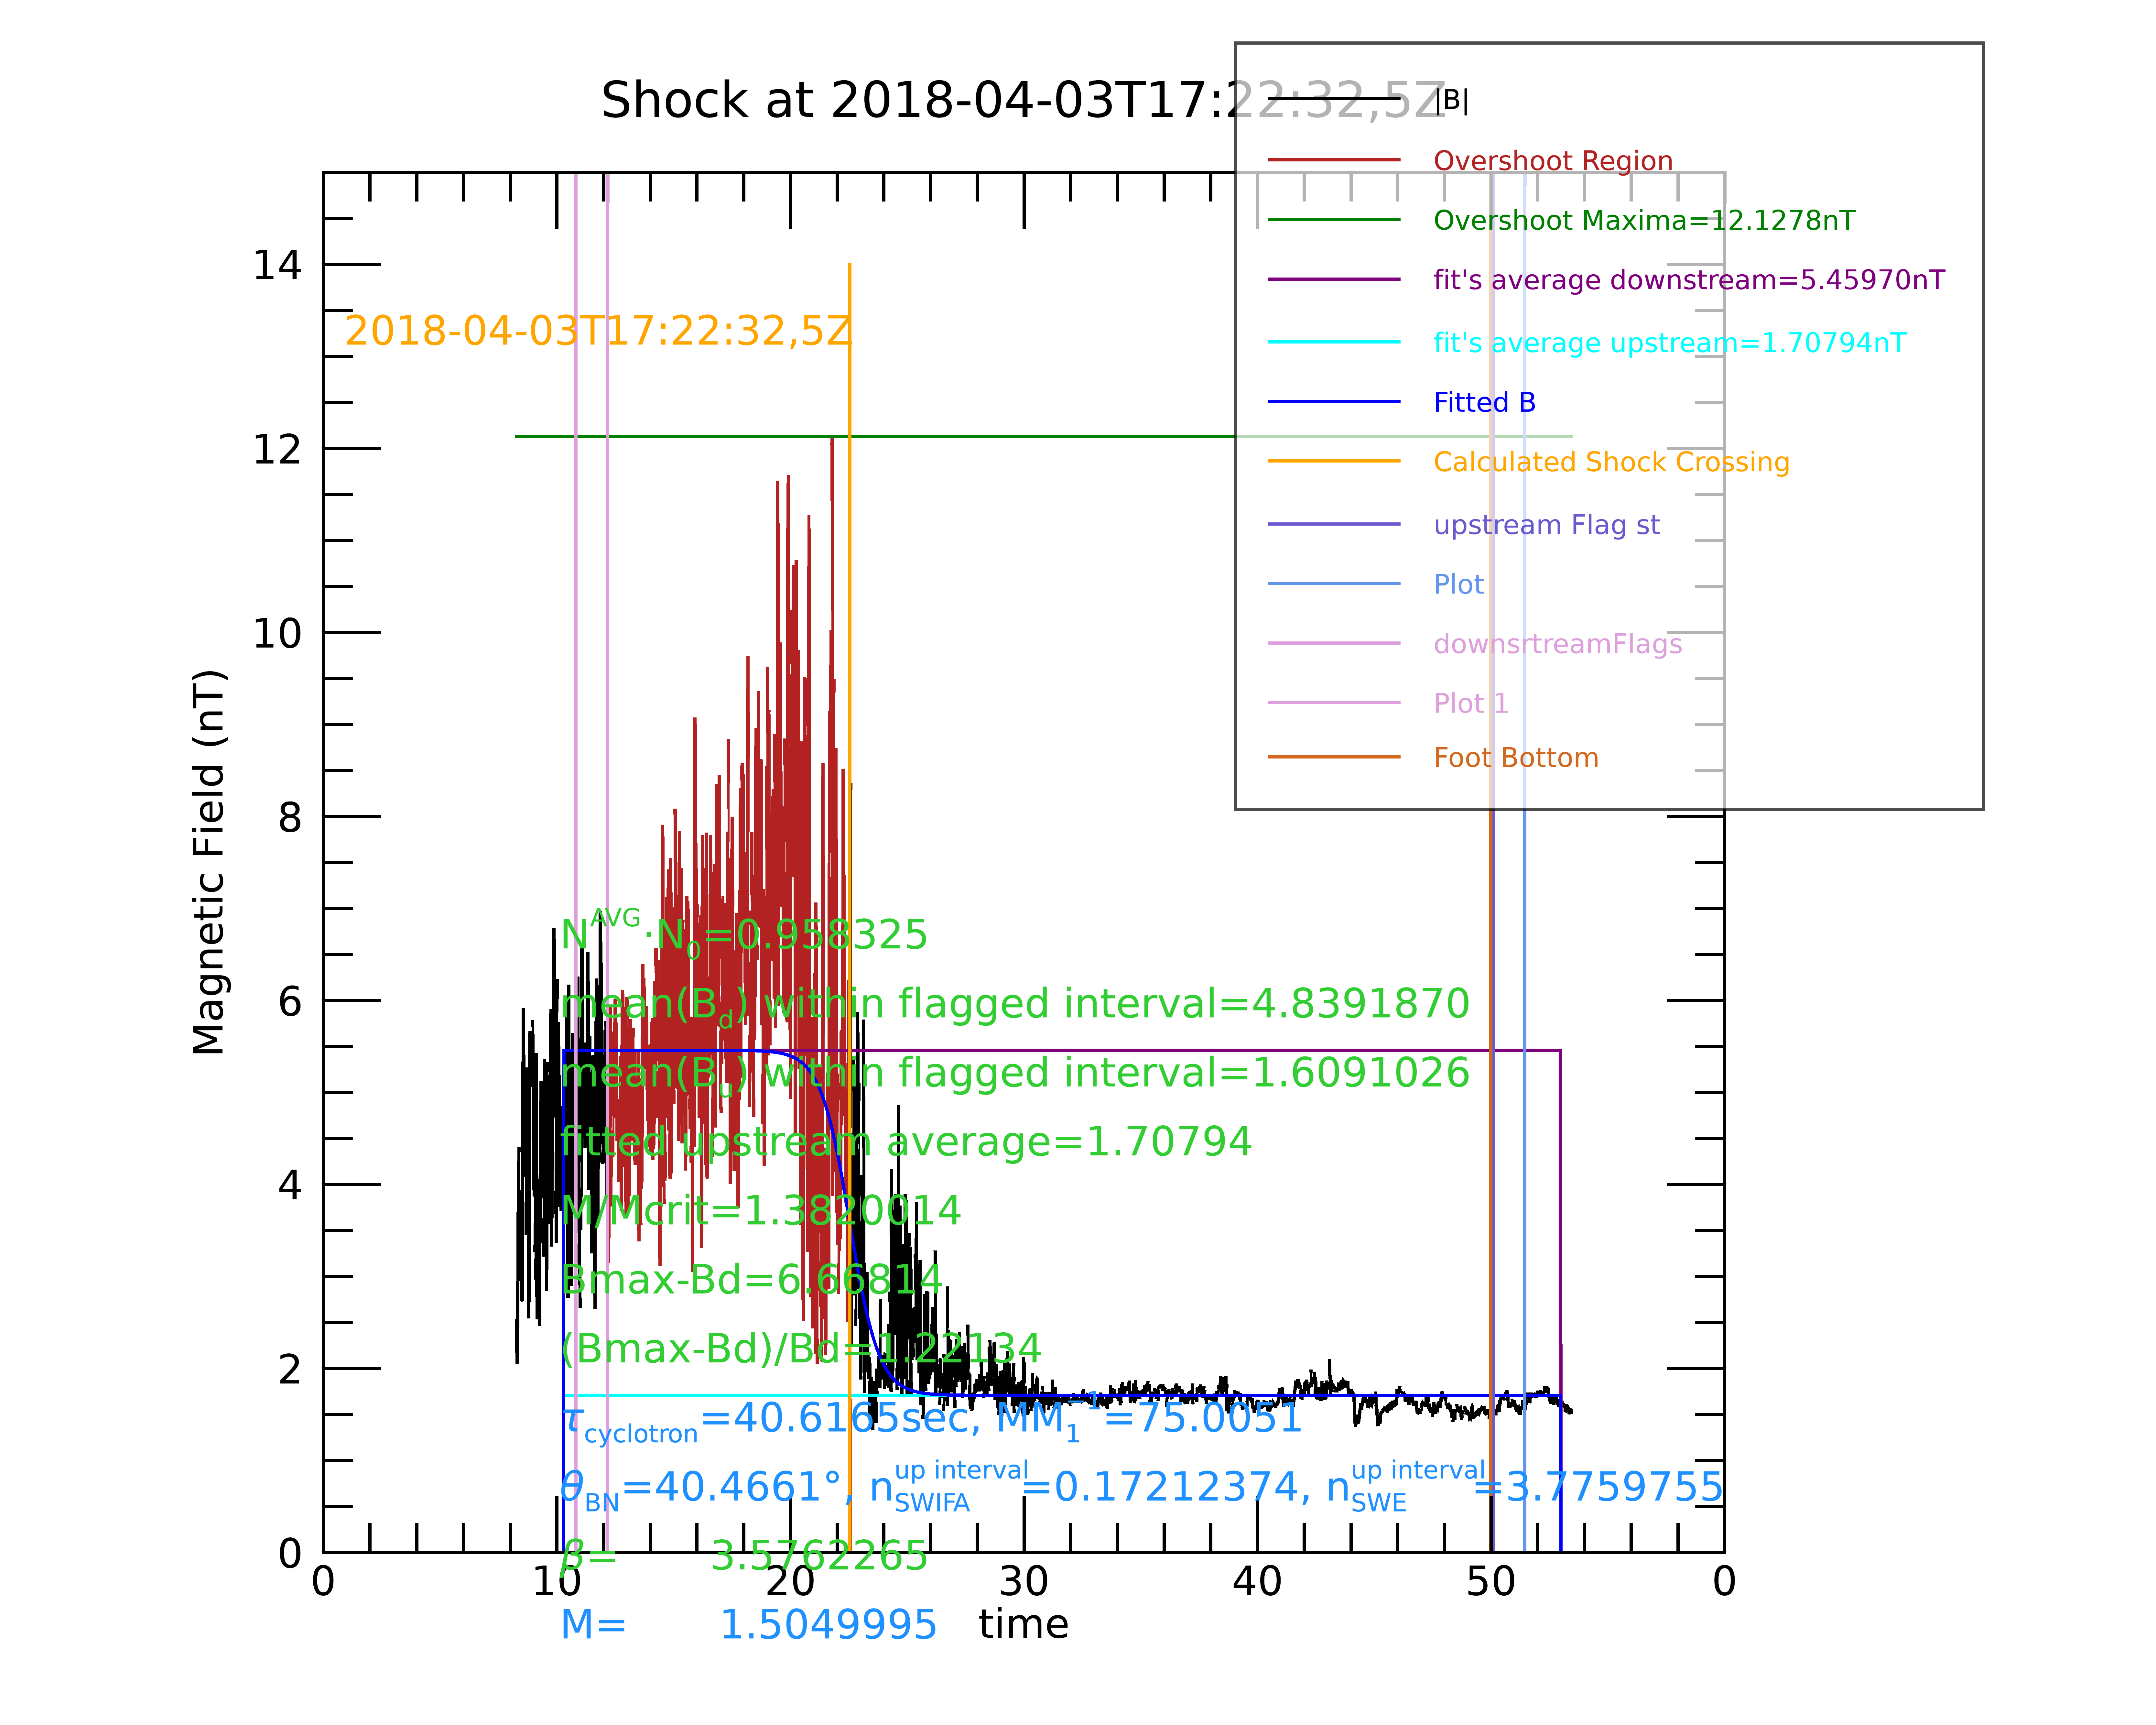 Shock at 2018-04-03T17:22:32,5Z
|B|
Overshoot Region
Overshoot Maxima=12.1278nT
fit's average downstream=5.45970nT
fit's average upstream=1.70794nT
Fitted B
Calculated Shock Crossing
upstream Flag st
Plot
downsrtreamFlags
Plot 1
Foot Bottom
2018-04-03T17:22:32,5Z
Magnetic Field (nT)
14
12
10
8
6
4
2
0
N^AVG·N_0=0.958325
mean(B_d) within flagged interval=4.8391870
mean(B_u) within flagged interval=1.6091026
fitted upstream average=1.70794
M/Mcrit=1.3820014
Bmax-Bd=6.66814
(Bmax-Bd)/Bd=1.22134
τ_cyclotron=40.6165sec, MM_1^-1=75.0051
θ_BN=40.4661°, n_SWIFA^up interval=0.17212374, n_SWE^up interval=3.7759755
β= 3.5762265
0 10 20 30 40 50 0
M= 1.5049995
time